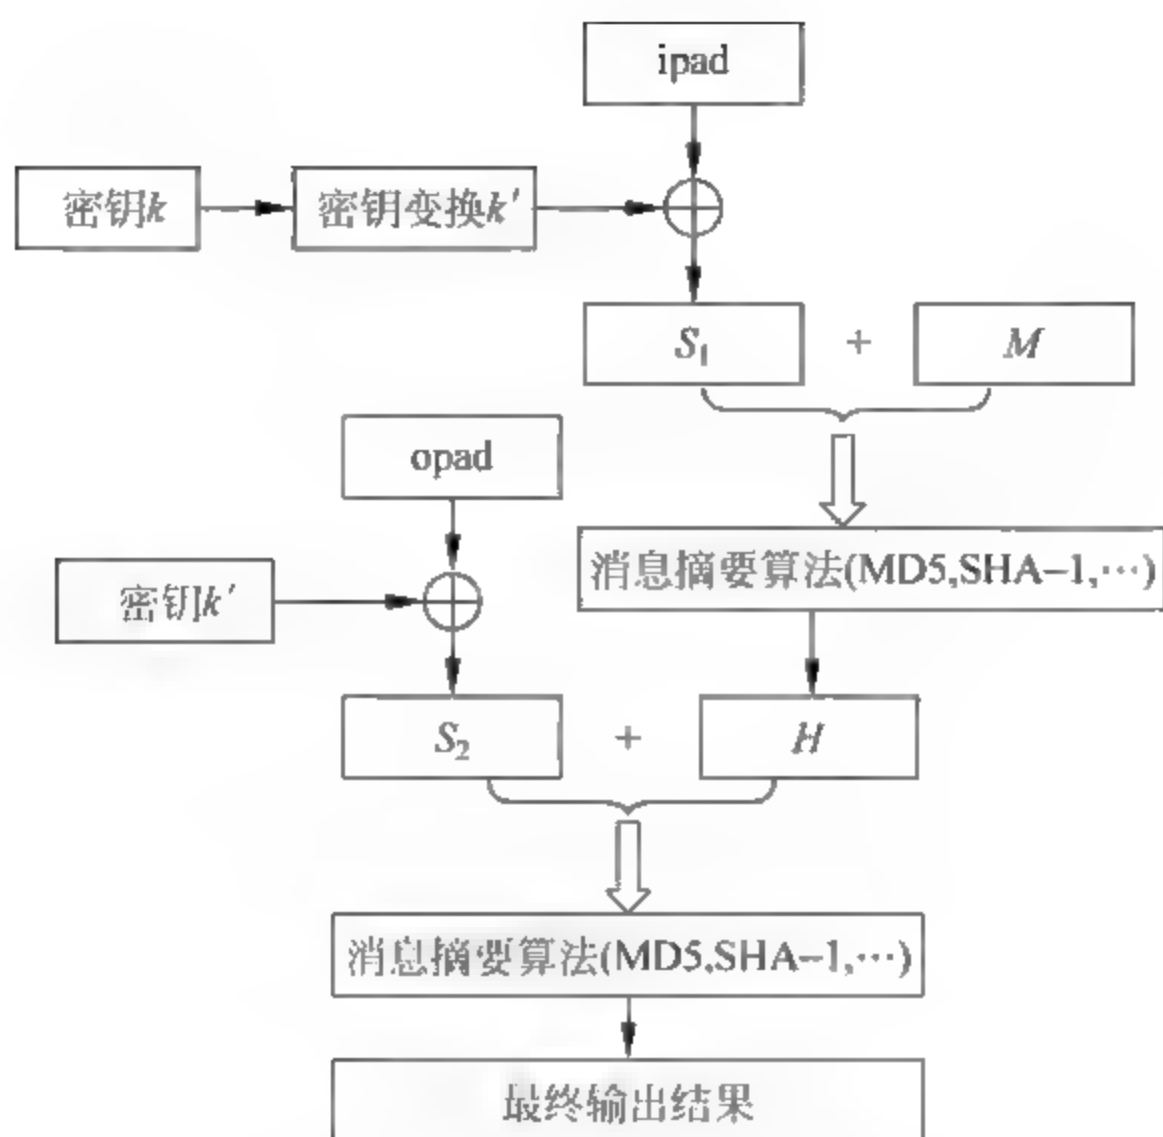 ipad
密钥k
密钥变换k′
S₁ + M
opad
消息摘要算法(MD5,SHA-1,…)
密钥k′
S₂ + H
消息摘要算法(MD5,SHA-1,…)
最终输出结果